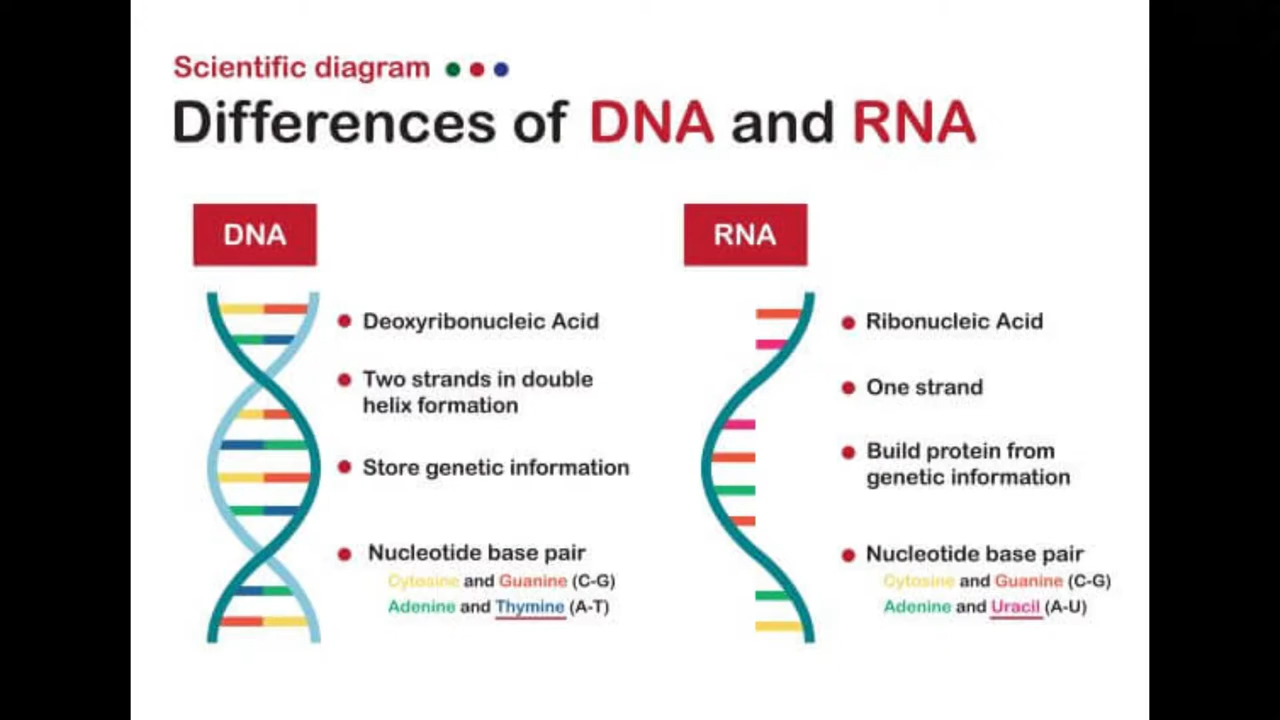 Scientific diagram
Differences of DNA and RNA
DNA
Deoxyribonucleic Acid
Two strands in double
helix formation
Store genetic information
Nucleotide base pair
Cytosine and Guanine (C-G)
Adenine and Thymine (A-T)
RNA
Ribonucleic Acid
One strand
Build protein from
genetic information
Nucleotide base pair
Cytosine and Guanine (C-G)
Adenine and Uracil (A-U)